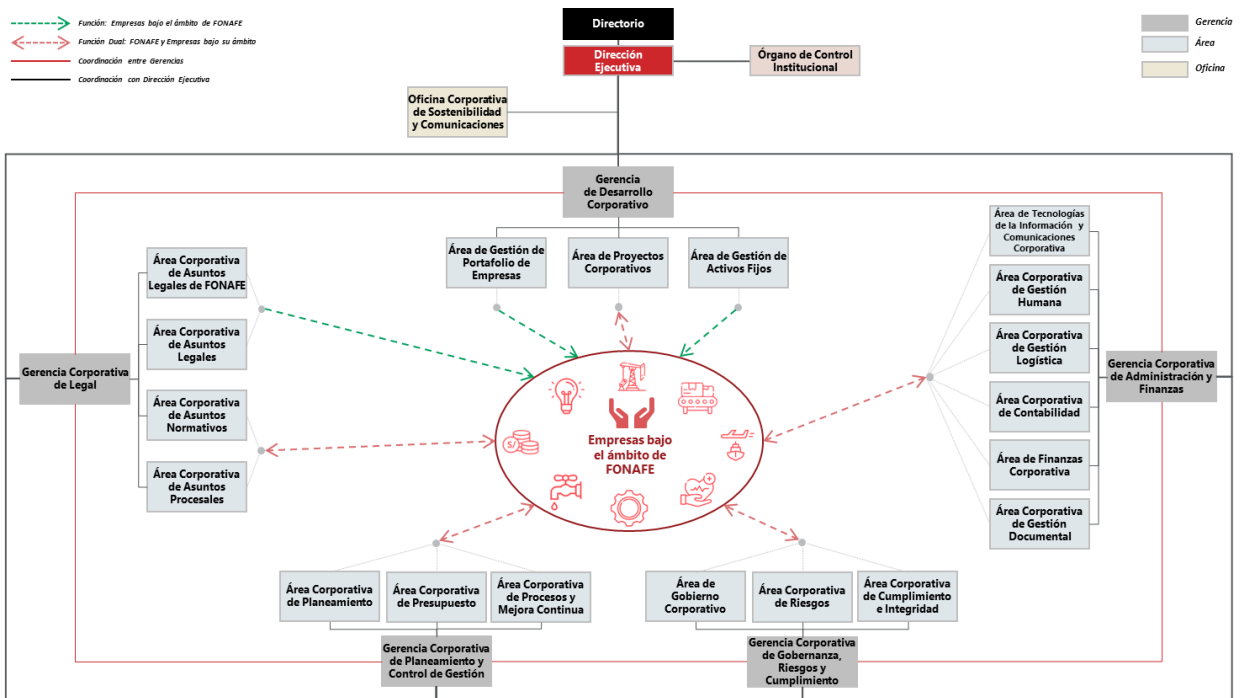 Función: Empresas bajo el ámbito de FONAFE
Función Dual: FONAFE y Empresas bajo su ámbito
Coordinación entre Gerencias
Coordinación con Dirección Ejecutiva
Directorio
Dirección
Ejecutiva
Órgano de Control
Institucional
Gerencia
Área
Oficina
Oficina Corporativa
de Sostenibilidad
y Comunicaciones
Gerencia
de Desarrollo
Corporativo
Área de Gestión de
Portafolio de
Empresas
Área de Proyectos
Corporativos
Área de Gestión de
Activos Fijos
Área Corporativa
de Asuntos
Legales de FONAFE
Área Corporativa
de Asuntos
Legales
Gerencia Corporativa
de Legal
Área Corporativa
de Asuntos
Normativos
Área Corporativa
de Asuntos
Procesales
Área de Tecnologías
de la Información y
Comunicaciones
Corporativa
Área Corporativa
de Gestión
Humana
Área Corporativa
de Gestión
Logística
Gerencia Corporativa
de Administración y
Finanzas
Área Corporativa
de Contabilidad
Área de Finanzas
Corporativa
Área Corporativa
de Gestión
Documental
S/
Empresas bajo
el ámbito de
FONAFE
Área Corporativa
de Planeamiento
Área Corporativa
de Presupuesto
Área Corporativa
de Procesos y
Mejora Continua
Gerencia Corporativa
de Planeamiento y
Control de Gestión
Área de
Gobierno
Corporativo
Área Corporativa
de Riesgos
Área Corporativa
de Cumplimiento
e Integridad
Gerencia Corporativa
de Gobernanza,
Riesgos y
Cumplimiento